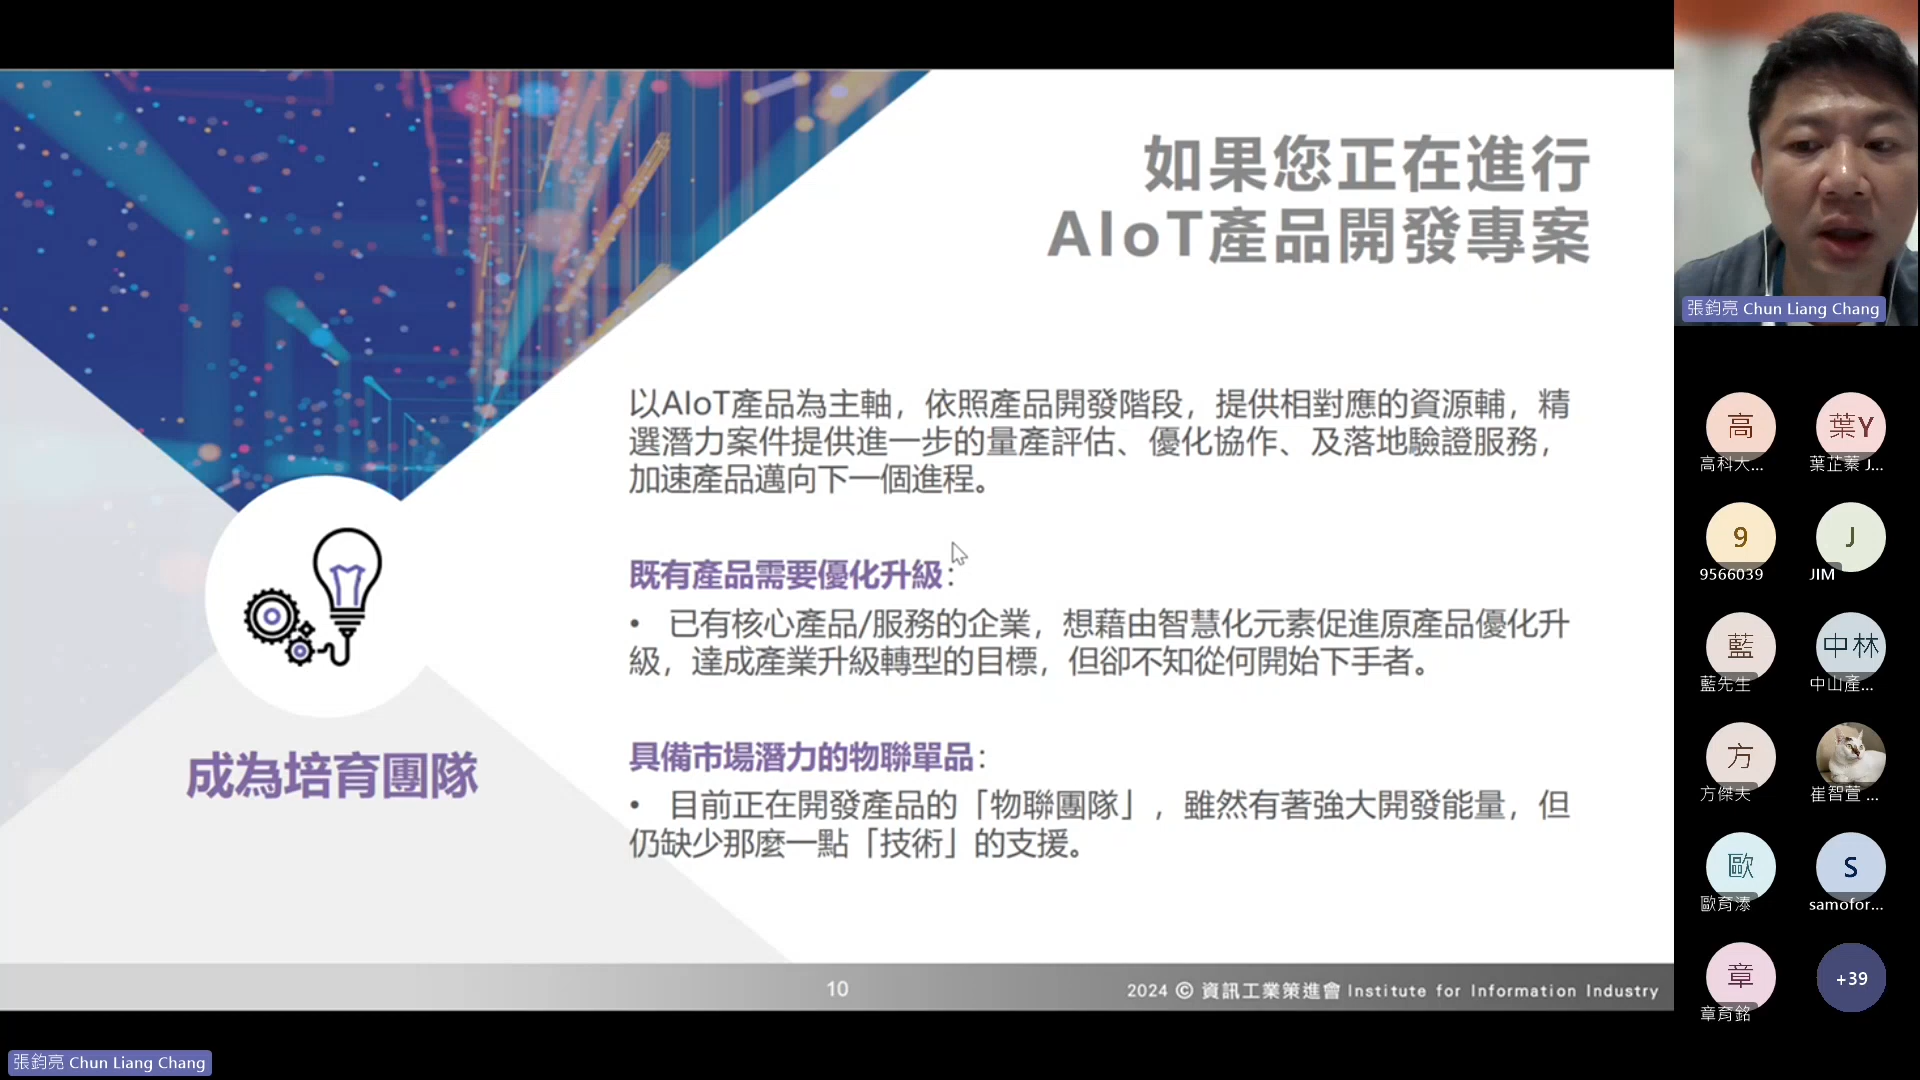 如果您正在進行
AIoT產品開發專案
以AIoT產品為主軸，依照產品開發階段，提供相對應的資源輔，精
選潛力案件提供進一步的量產評估、優化協作、及落地驗證服務，
加速產品邁向下一個進程。
既有產品需要優化升級：
• 已有核心產品/服務的企業，想藉由智慧化元素促進原產品優化升
級，達成產業升級轉型的目標，但卻不知從何開始下手者。
具備市場潛力的物聯單品：
• 目前正在開發產品的「物聯團隊」，雖然有著強大開發能量，但
仍缺少那麼一點「技術」的支援。
成為培育團隊
10
2024 © 資訊工業策進會 Institute for Information Industry
張鈞亮 Chun Liang Chang
張鈞亮 Chun Liang Chang
高
葉Y
高科大...
葉芷蓁 J...
9
J
9566039
JIM
藍
中林
藍先生
中山產...
方
方傑夫
崔智萱 ...
歐
S
歐育溙
samofor...
章
+39
章育銘